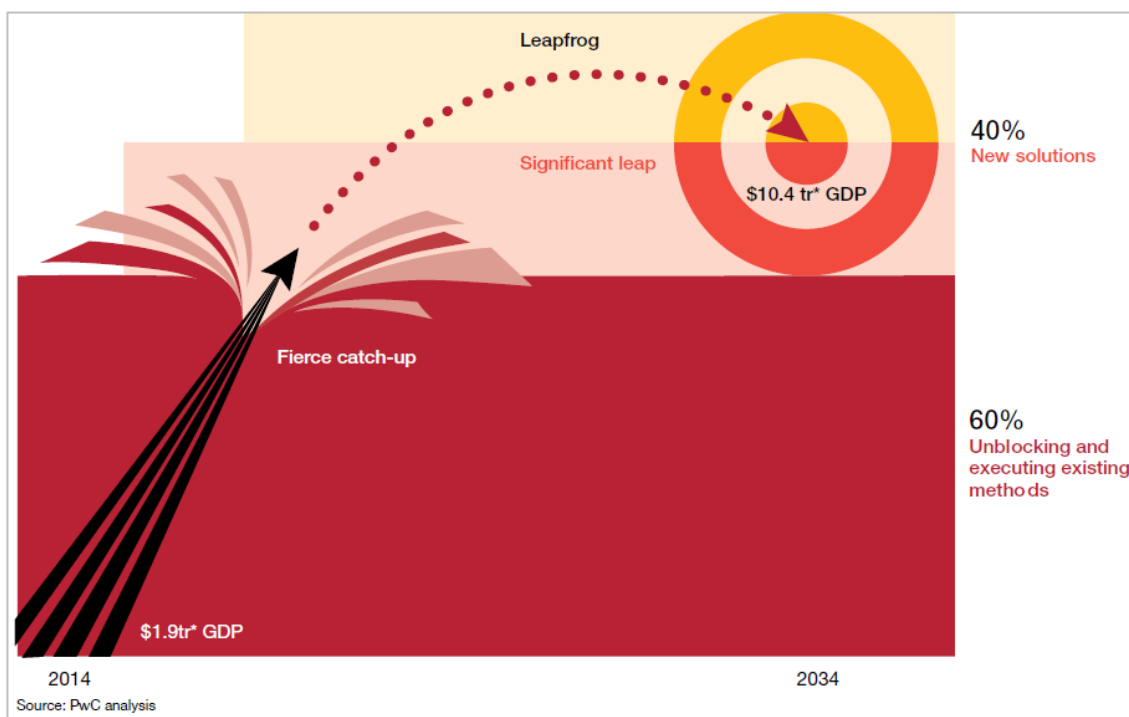 Leapfrog
40%
New solutions
Significant leap
$10.4 tr* GDP
Fierce catch-up
60%
Unblocking and
executing existing
methods
$1.9tr* GDP
2014
2034
Source: PwC analysis